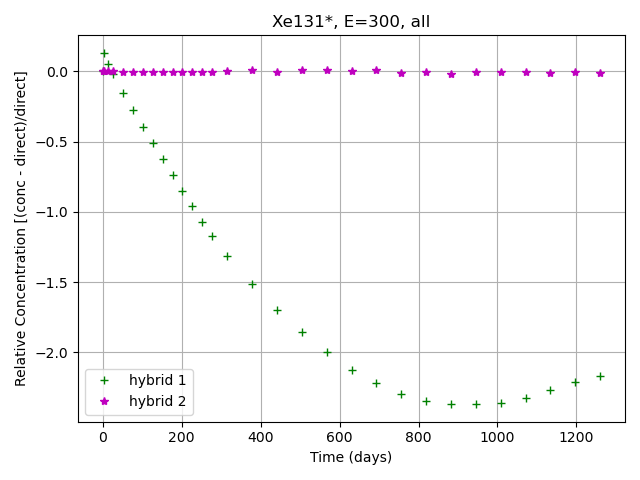 Xe131*, E=300, all
Relative Concentration [(conc - direct)/direct]
0.0
−0.5
−1.0
−1.5
−2.0
hybrid 1
hybrid 2
0 200 400 600 800 1000 1200
Time (days)